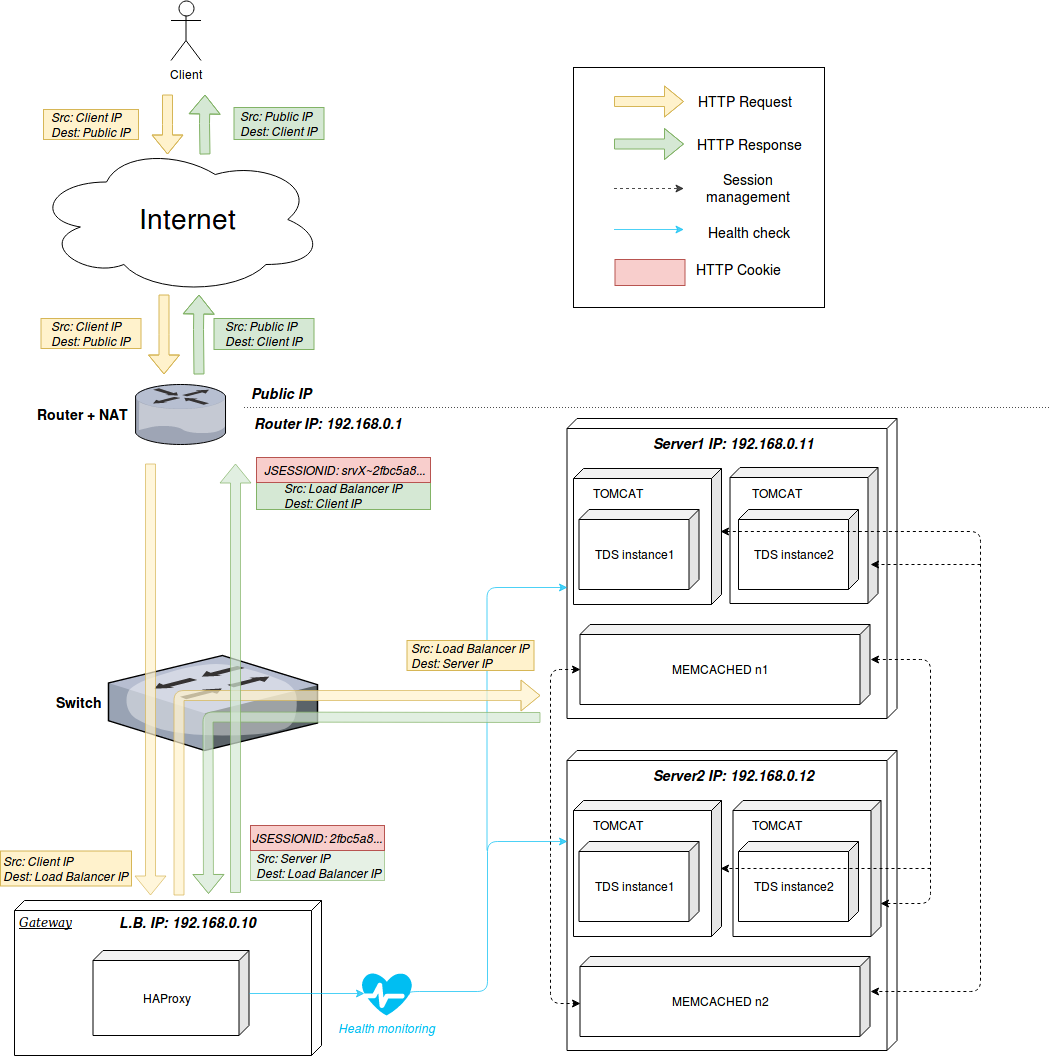 Client
Src: Client IP
Dest: Public IP
Src: Public IP
Dest: Client IP
Internet
HTTP Request
HTTP Response
Session
management
Health check
HTTP Cookie
Src: Client IP
Dest: Public IP
Src: Public IP
Dest: Client IP
Router + NAT
Public IP
Router IP: 192.168.0.1
JSESSIONID: srvX~2fbc5a8...
Src: Load Balancer IP
Dest: Client IP
Server1 IP: 192.168.0.11
TOMCAT
TDS instance1
TOMCAT
TDS instance2
MEMCACHED n1
Src: Load Balancer IP
Dest: Server IP
Switch
Server2 IP: 192.168.0.12
TOMCAT
TDS instance1
TOMCAT
TDS instance2
MEMCACHED n2
JSESSIONID: 2fbc5a8...
Src: Server IP
Dest: Load Balancer IP
Src: Client IP
Dest: Load Balancer IP
Gateway
L.B. IP: 192.168.0.10
HAProxy
Health monitoring